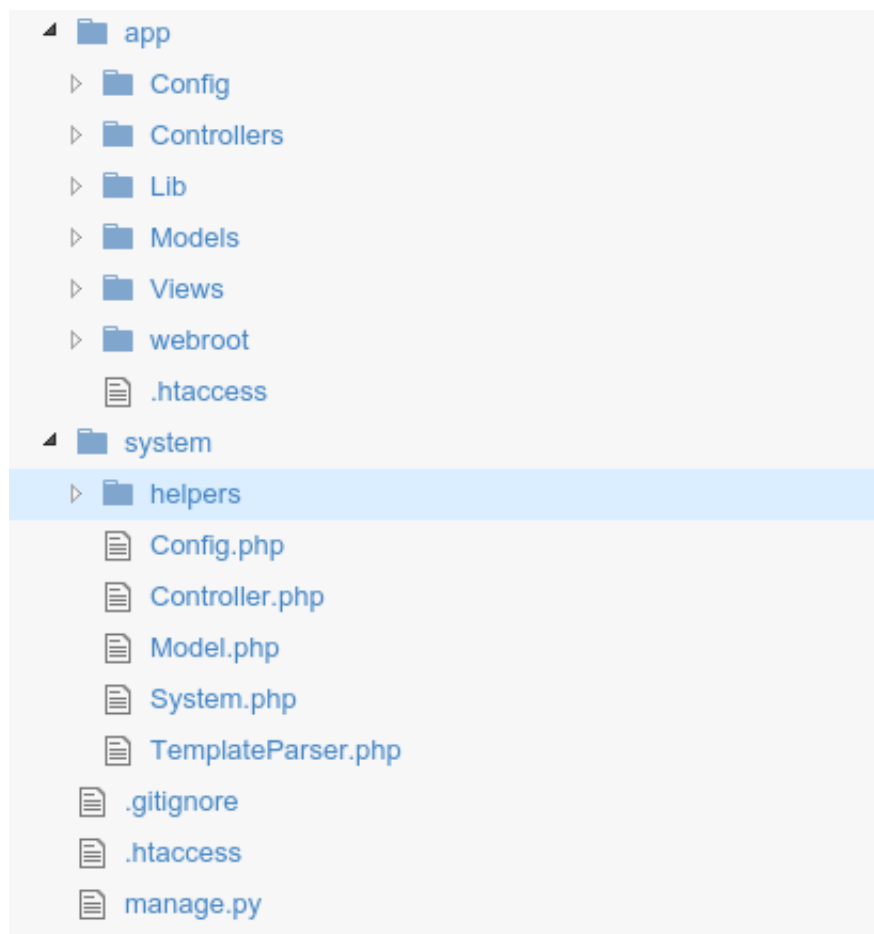 app
Config
Controllers
Lib
Models
Views
webroot
.htaccess
system
helpers
Config.php
Controller.php
Model.php
System.php
TemplateParser.php
.gitignore
.htaccess
manage.py